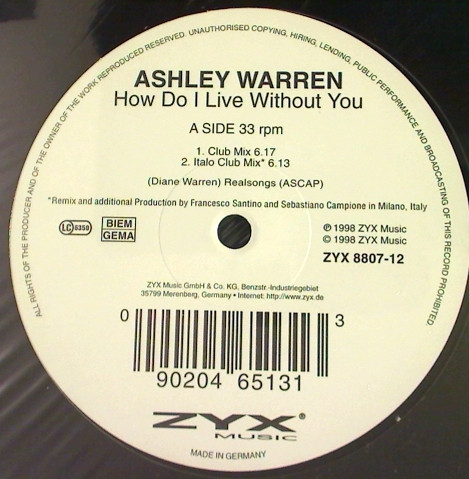 ALL RIGHTS OF THE PRODUCER AND OF THE OWNER OF THE WORK REPRODUCED RESERVED. UNAUTHORISED COPYING, HIRING, LENDING, PUBLIC PERFORMANCE AND BROADCASTING OF THIS RECORD PROHIBITED
ASHLEY WARREN
How Do I Live Without You
A SIDE 33 rpm
1. Club Mix 6.17
2. Italo Club Mix* 6.13
(Diane Warren) Realsongs (ASCAP)
*Remix and additional Production by Francesco Santino and Sebastiano Campione in Milano, Italy
LC 6350
BIEM
GEMA
℗ 1998 ZYX Music
© 1998 ZYX Music
ZYX 8807-12
ZYX Music GmbH & Co. KG, Benzstr.-Industriegebiet
35799 Merenberg, Germany • Internet: http://www.zyx.de
0 90204 65131 3
ZYX®
MUSIC
MADE IN GERMANY